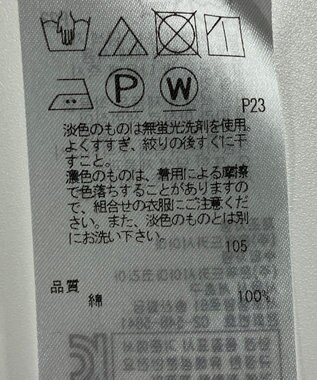 P
W
P23
淡色のものは無蛍光洗剤を使用。
よくすすぎ、絞りの後すぐに干
すこと。
濃色のものは、着用による摩擦
で色落ちすることがありますの
で、組合せの衣服にご注意くだ
さい。また、淡色のものとは別
にお洗い下さい。
105
品質
綿 100%